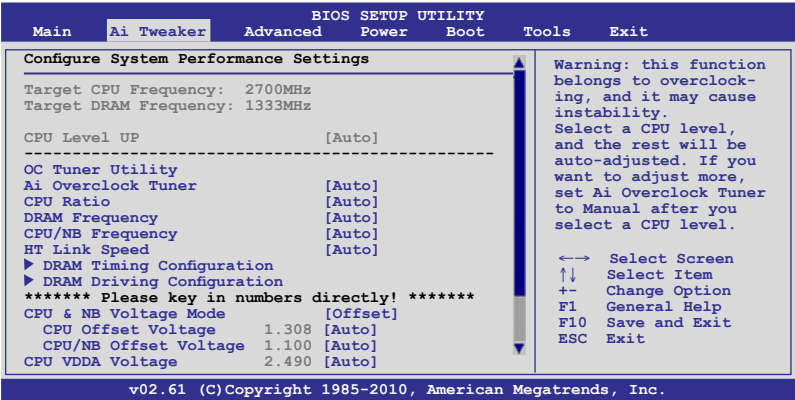 BIOS SETUP UTILITY
Main Ai Tweaker Advanced Power Boot Tools Exit
Configure System Performance Settings
Target CPU Frequency: 2700MHz
Target DRAM Frequency: 1333MHz
CPU Level UP [Auto]
------------------------------------------------------
OC Tuner Utility
Ai Overclock Tuner [Auto]
CPU Ratio [Auto]
DRAM Frequency [Auto]
CPU/NB Frequency [Auto]
HT Link Speed [Auto]
DRAM Timing Configuration
DRAM Driving Configuration
******* Please key in numbers directly! *******
CPU & NB Voltage Mode [Offset]
CPU Offset Voltage 1.308 [Auto]
CPU/NB Offset Voltage 1.100 [Auto]
CPU VDDA Voltage 2.490 [Auto]
Warning: this function
belongs to overclock-
ing, and it may cause
instability.
Select a CPU level,
and the rest will be
auto-adjusted. If you
want to adjust more,
set Ai Overclock Tuner
to Manual after you
select a CPU level.
←→ Select Screen
↑↓ Select Item
+- Change Option
F1 General Help
F10 Save and Exit
ESC Exit
v02.61 (C)Copyright 1985-2010, American Megatrends, Inc.